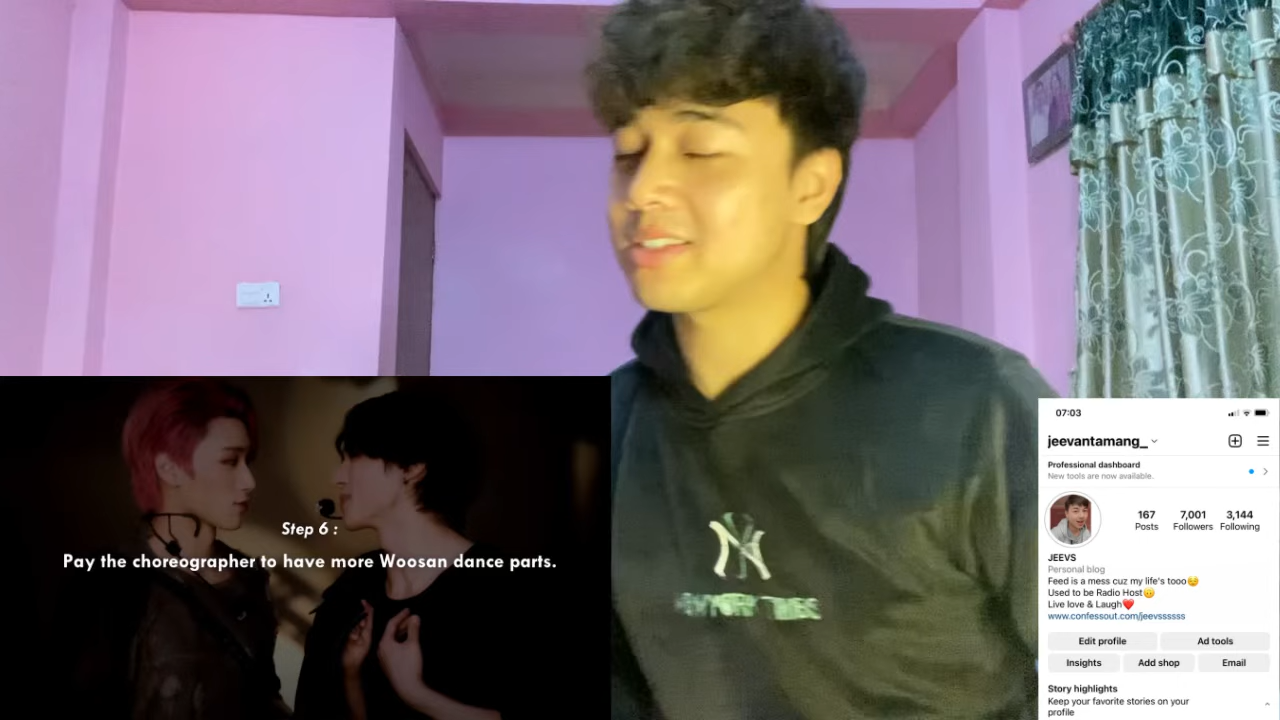 Step 6 :
Pay the choreographer to have more Woosan dance parts.
NY
07:03
jeevantamang_
Professional dashboard
New tools are now available.
167 7,001 3,144
Posts Followers Following
JEEVS
Personal blog
Feed is a mess cuz my life's tooo😌
Used to be Radio Host🙃
Live love & Laugh❤️
www.confessout.com/jeevssssss
Edit profile Ad tools
Insights Add shop Email
Story highlights
Keep your favorite stories on your
profile